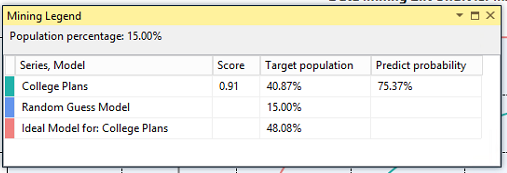 Mining Legend
Population percentage: 15.00%
Series, Model Score Target population Predict probability
College Plans 0.91 40.87% 75.37%
Random Guess Model 15.00%
Ideal Model for: College Plans 48.08%